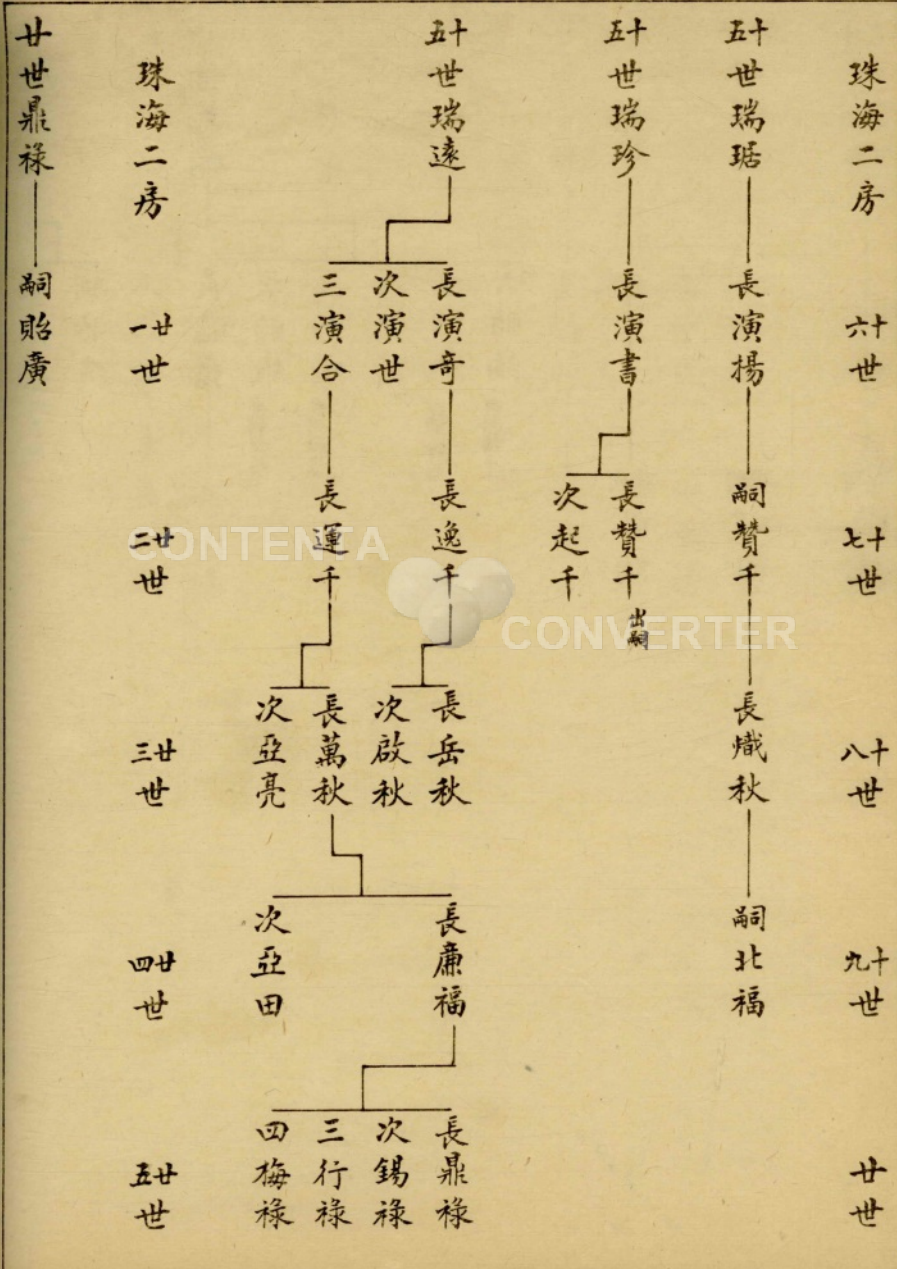 珠海二房
十六世
十七世
十八世
十九世
廿世
十五世瑞琚
長演揚
嗣贊千
長熾秋
嗣北福
十五世瑞珍
長演書
長贊千
出嗣
次起千
十五世瑞遠
長演奇
次演世
三演合
長逸千
長運千
長岳秋
次啟秋
長萬秋
次亞亮
長廉福
次亞田
長鼎祿
次錫祿
三行祿
四梅祿
珠海二房
廿一世
廿二世
廿三世
廿四世
廿五世
廿世鼎祿
嗣貽廣
CONTENTA
CONVERTER